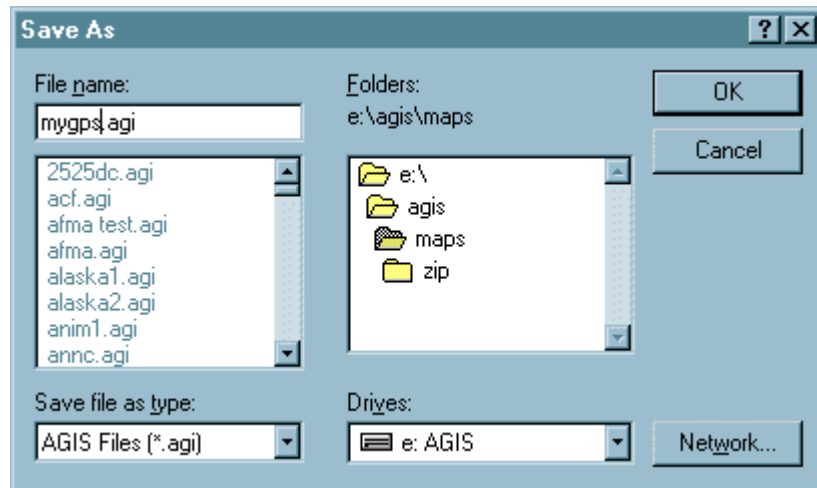 Save As
File name:
mygps.agi
2525dc.agi
acf.agi
afma test.agi
afma.agi
alaska1.agi
alaska2.agi
anim1.agi
annc.agi
Save file as type:
AGIS Files (*.agi)
Folders:
e:\agis\maps
e:\
agis
maps
zip
Drives:
e: AGIS
OK
Cancel
Network...